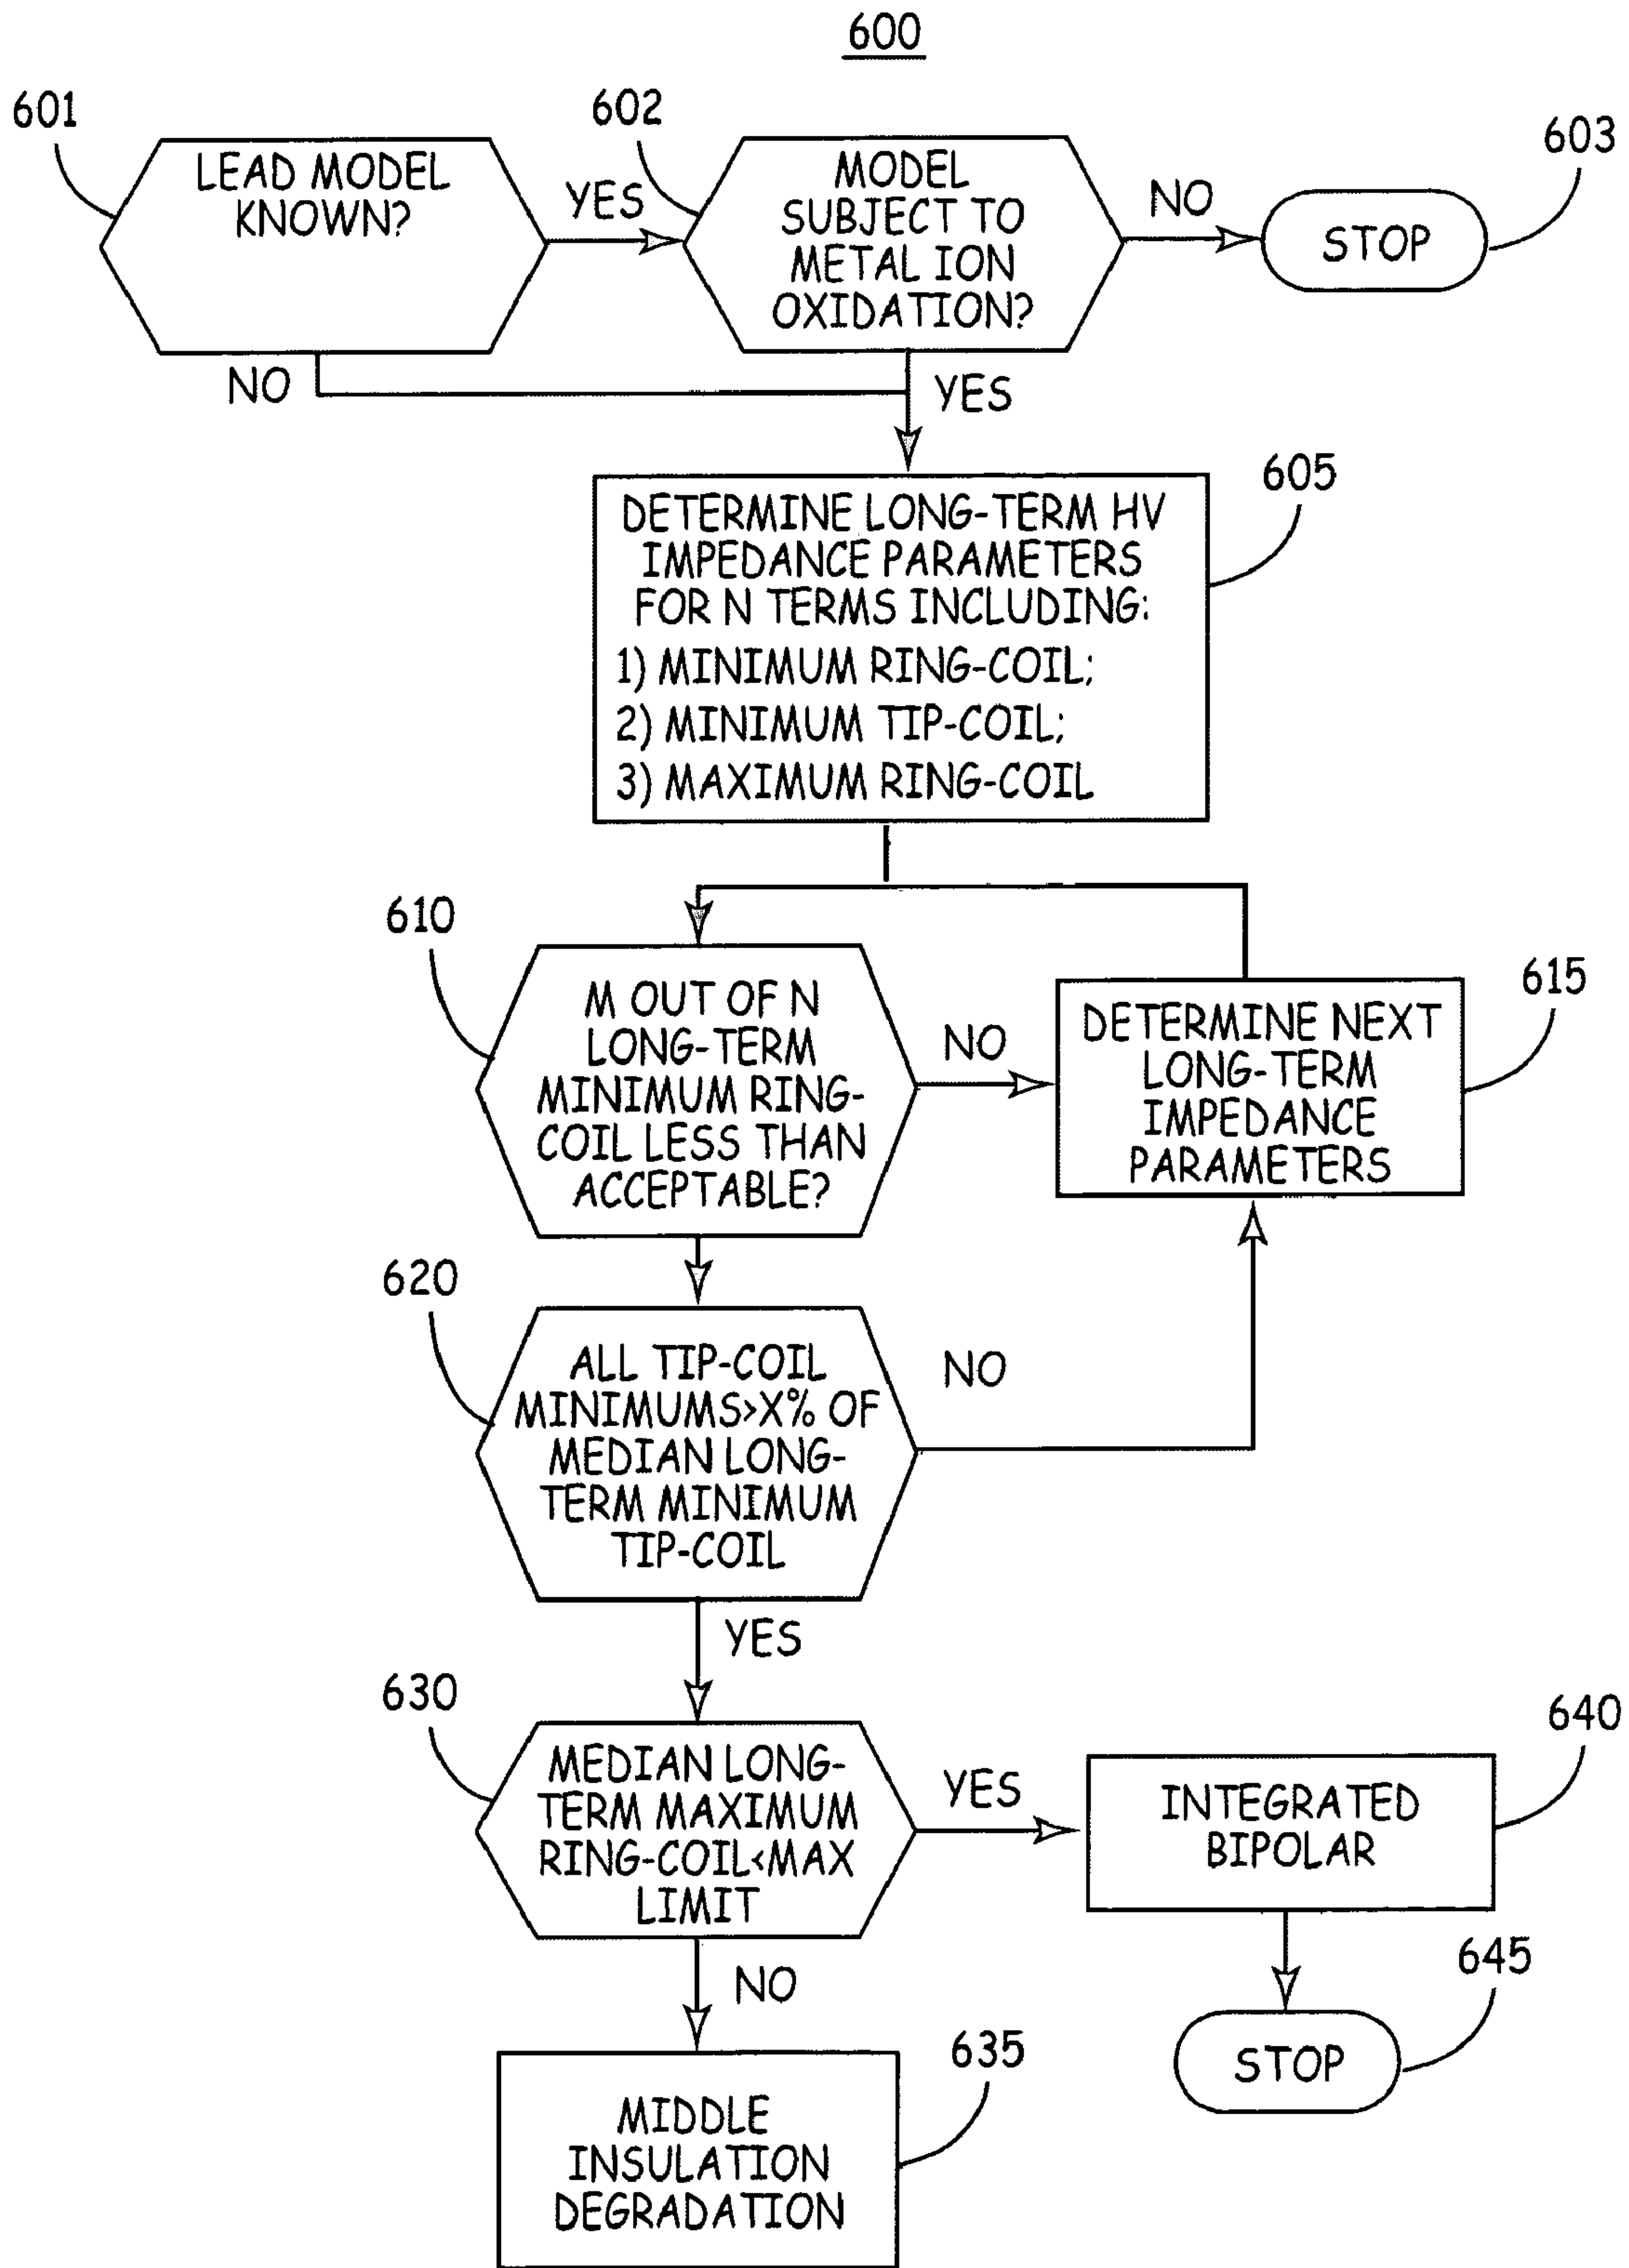 600
601
LEAD MODEL
KNOWN?
YES
602
MODEL
SUBJECT TO
METAL ION
OXIDATION?
NO
603
STOP
NO
YES
605
DETERMINE LONG-TERM HV
IMPEDANCE PARAMETERS
FOR N TERMS INCLUDING:
1) MINIMUM RING-COIL;
2) MINIMUM TIP-COIL;
3) MAXIMUM RING-COIL
610
M OUT OF N
LONG-TERM
MINIMUM RING-
COIL LESS THAN
ACCEPTABLE?
NO
615
DETERMINE NEXT
LONG-TERM
IMPEDANCE
PARAMETERS
620
ALL TIP-COIL
MINIMUMS>X% OF
MEDIAN LONG-
TERM MINIMUM
TIP-COIL
NO
YES
630
MEDIAN LONG-
TERM MAXIMUM
RING-COIL<MAX
LIMIT
YES
640
INTEGRATED
BIPOLAR
NO
645
STOP
635
MIDDLE
INSULATION
DEGRADATION